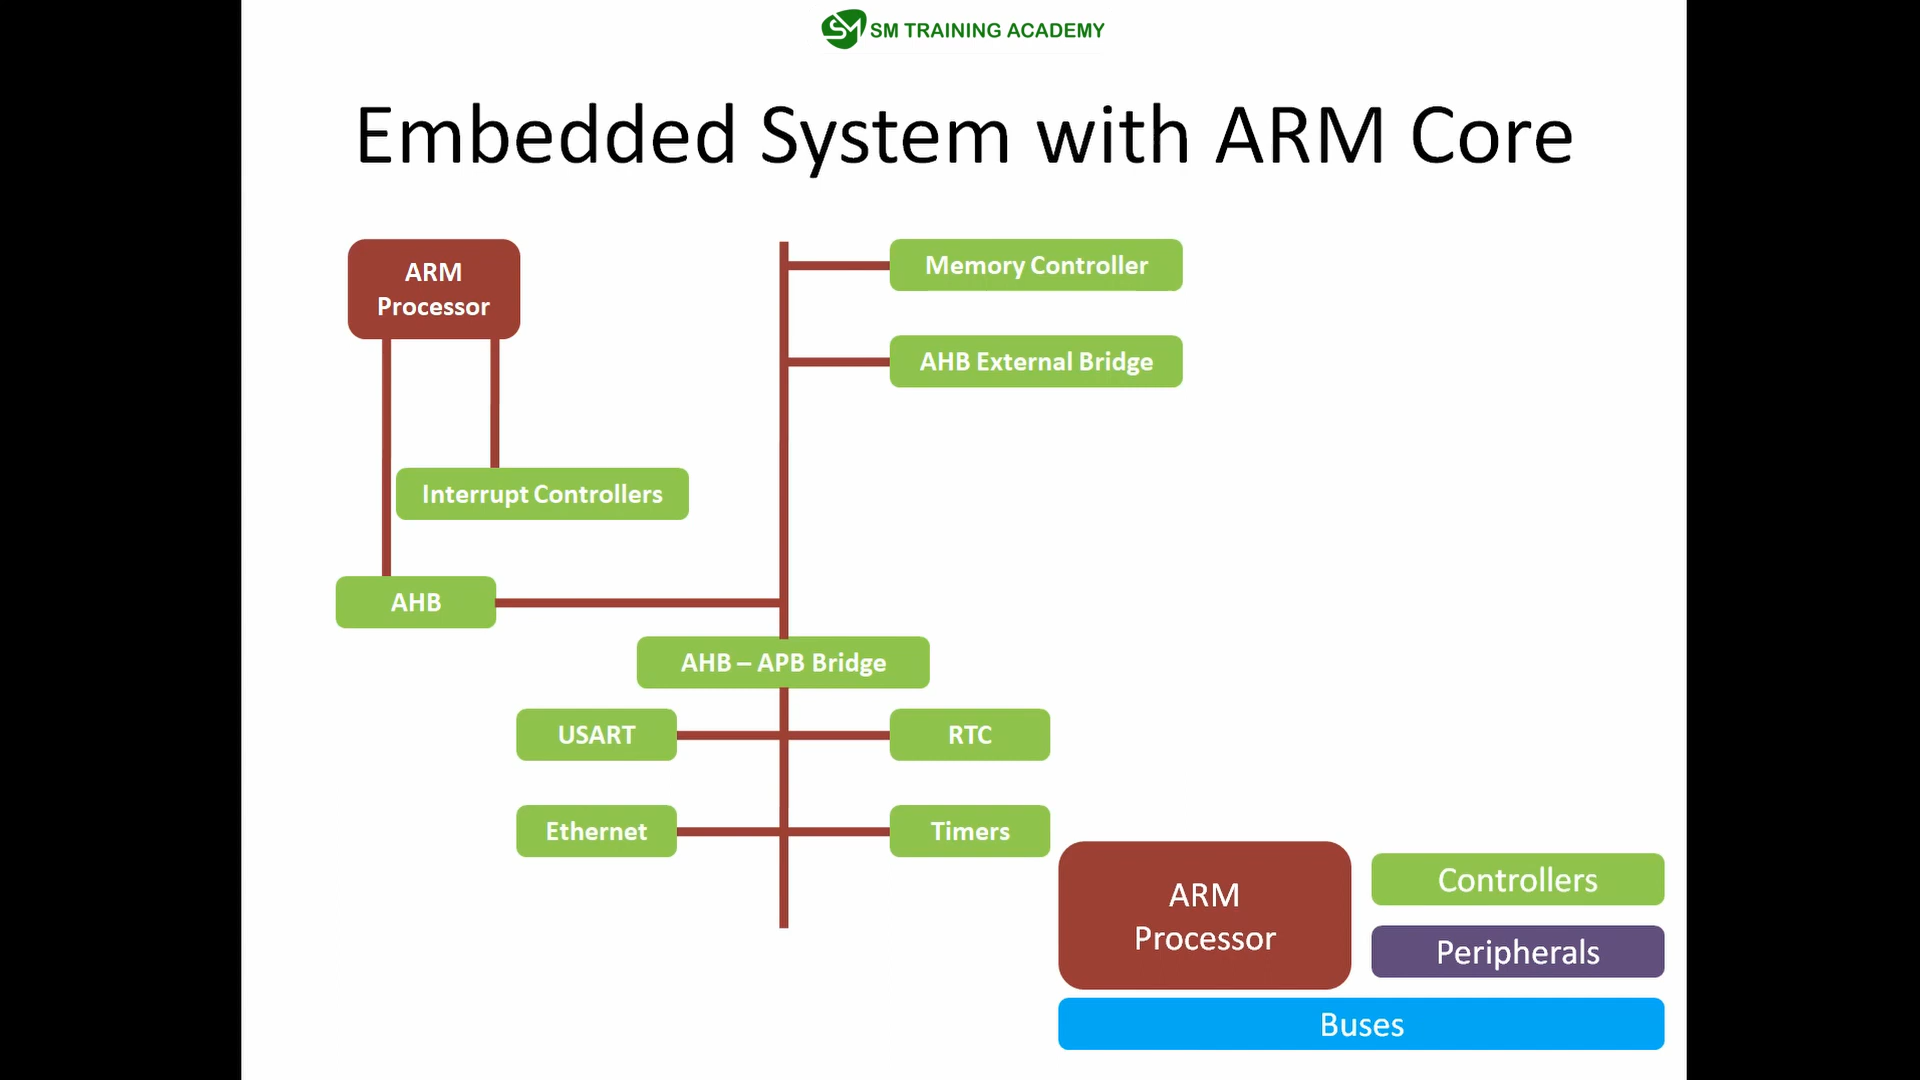 SM TRAINING ACADEMY
Embedded System with ARM Core
ARM
Processor
Memory Controller
AHB External Bridge
Interrupt Controllers
AHB
AHB – APB Bridge
USART
RTC
Ethernet
Timers
ARM
Processor
Controllers
Peripherals
Buses